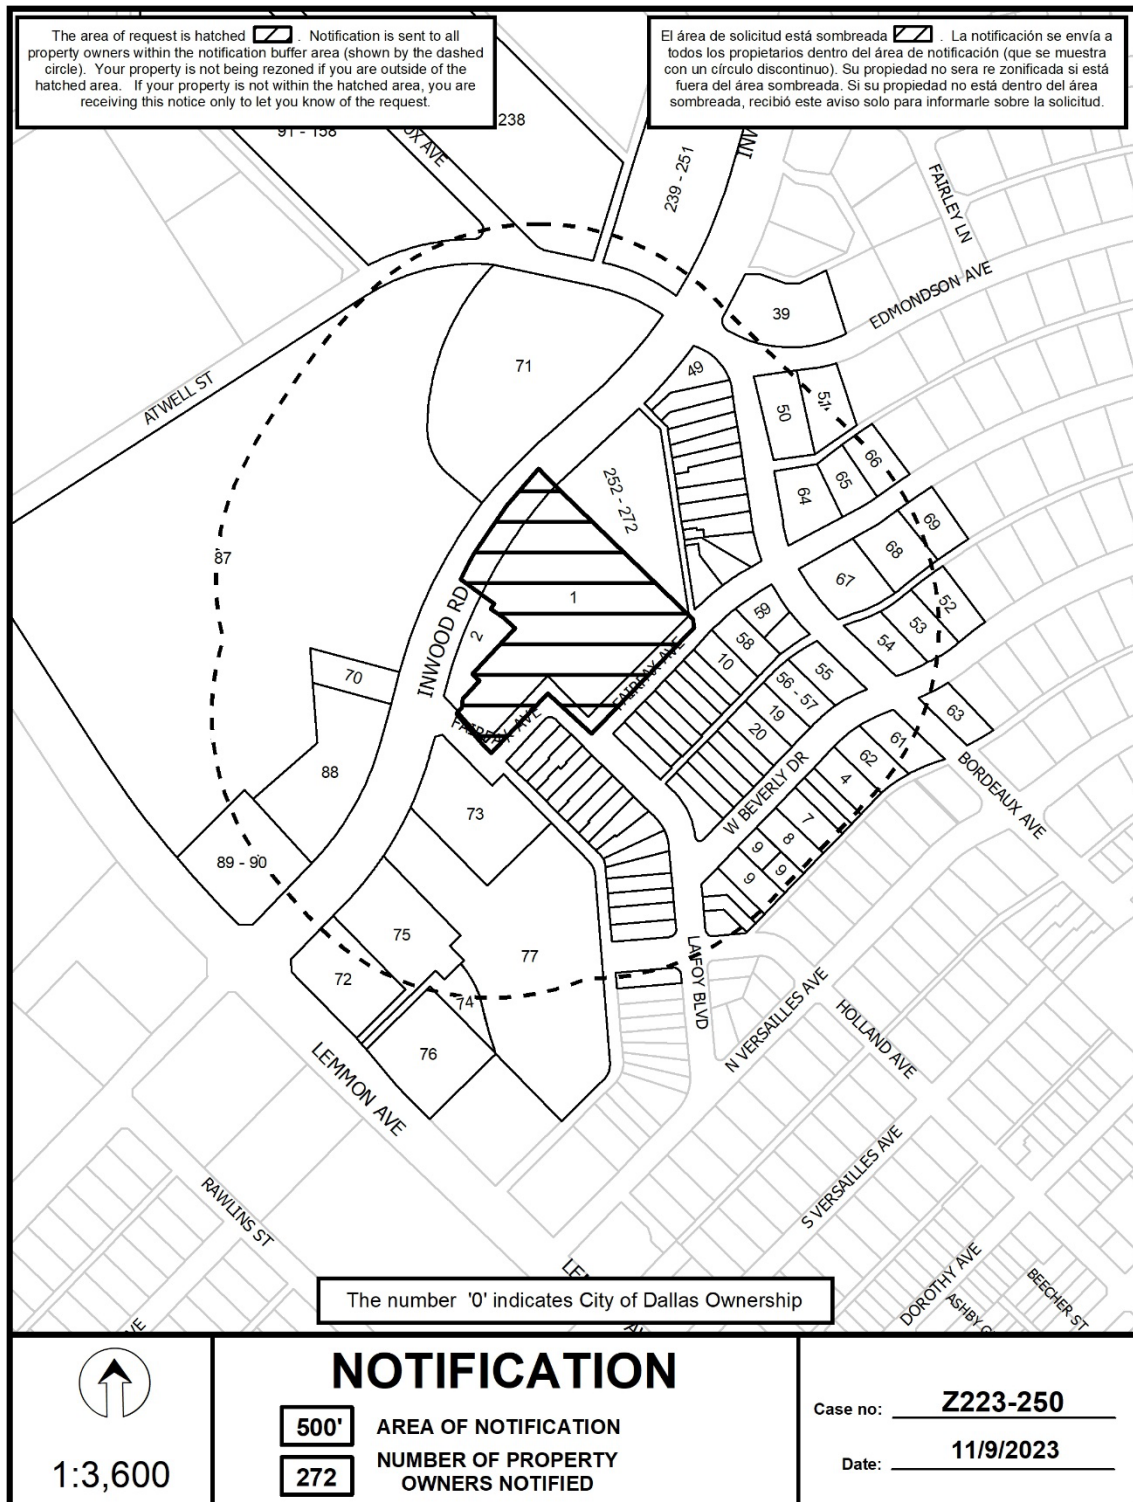 The area of request is hatched . Notification is sent to all
property owners within the notification buffer area (shown by the dashed
circle). Your property is not being rezoned if you are outside of the
hatched area. If your property is not within the hatched area, you are
receiving this notice only to let you know of the request.
El área de solicitud está sombreada . La notificación se envía a
todos los propietarios dentro del área de notificación (que se muestra
con un círculo discontinuo). Su propiedad no sera re zonificada si está
fuera del área sombreada. Si su propiedad no está dentro del área
sombreada, recibió este aviso solo para informarle sobre la solicitud.
91 - 158
238
239 - 251
FAIRLEY LN
EDMONDSON AVE
39
71
49
50
51
ATWELL ST
252 - 272
66
65
64
69
68
67
87
52
53
54
1
2
INWOOD RD
FAIRFAX AVE
FAIRFAX AVE
59
58
10
55
56 - 57
19
20
70
63
61
62
4
7
8
9
9
9
W BEVERLY DR
BORDEAUX AVE
88
73
89 - 90
75
77
72
74
76
LAFOY BLVD
N VERSAILLES AVE
HOLLAND AVE
LEMMON AVE
S VERSAILLES AVE
RAWLINS ST
DOROTHY AVE
BEECHER ST
The number '0' indicates City of Dallas Ownership
1:3,600
NOTIFICATION
500' AREA OF NOTIFICATION
272 NUMBER OF PROPERTY
OWNERS NOTIFIED
Case no: Z223-250
Date: 11/9/2023